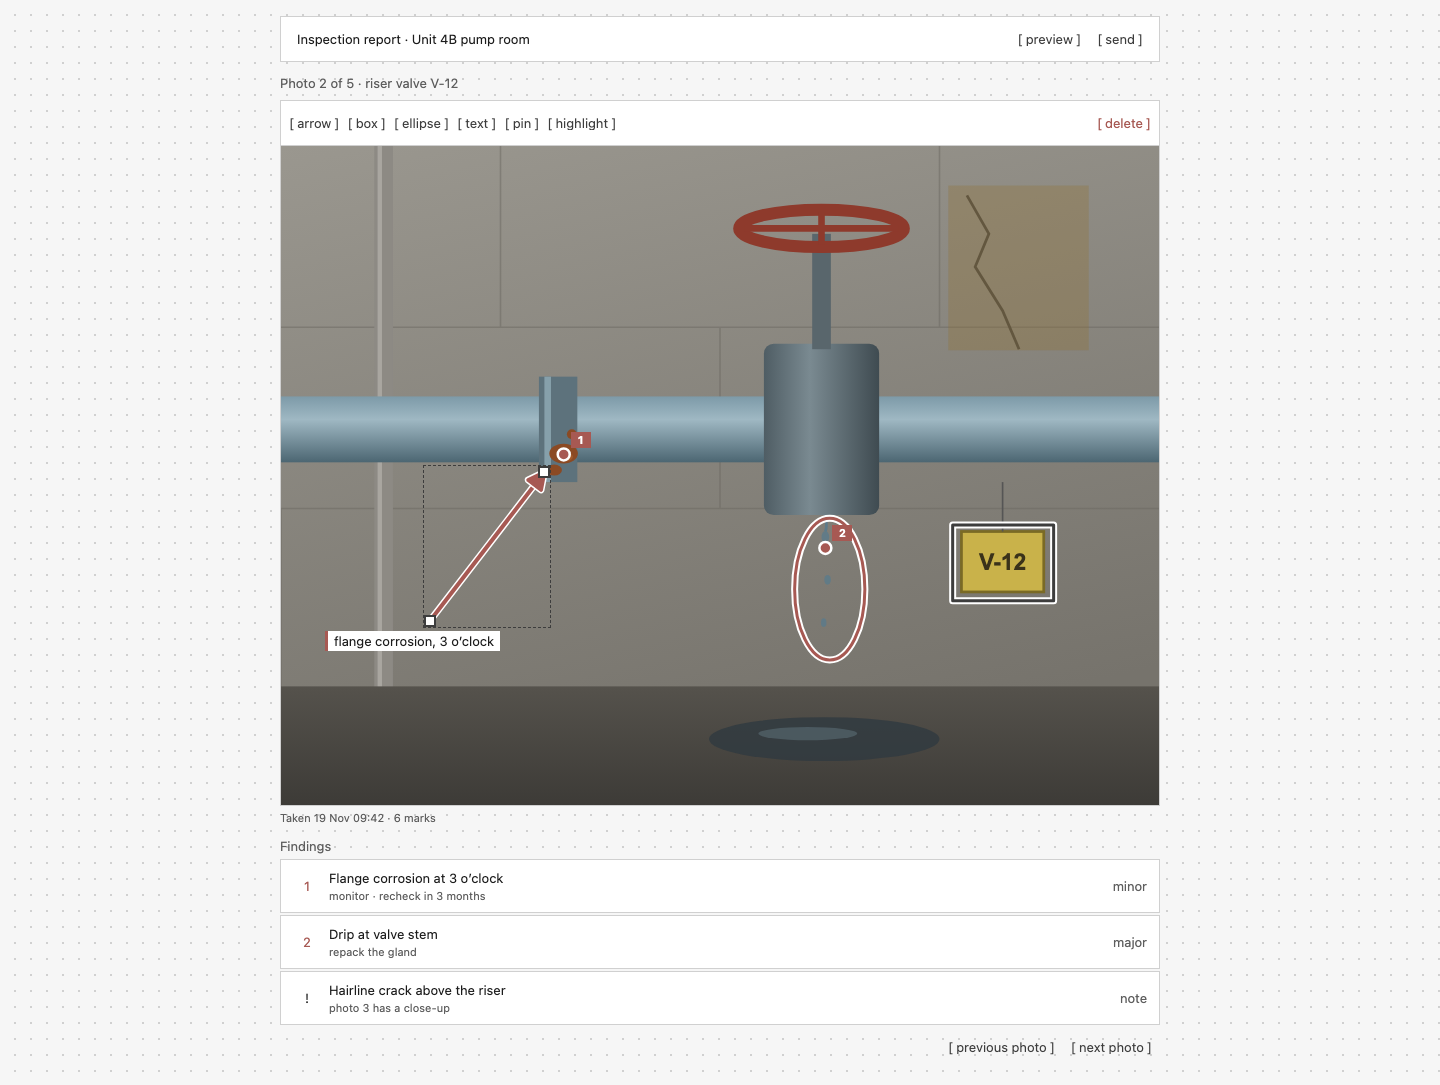 Inspection report · Unit 4B pump room
[ preview ] [ send ]
Photo 2 of 5 · riser valve V-12
[ arrow ] [ box ] [ ellipse ] [ text ] [ pin ] [ highlight ]
[ delete ]
1
2
V-12
flange corrosion, 3 o’clock
Taken 19 Nov 09:42 · 6 marks
Findings
1
Flange corrosion at 3 o’clock
monitor · recheck in 3 months
minor
2
Drip at valve stem
repack the gland
major
!
Hairline crack above the riser
photo 3 has a close-up
note
[ previous photo ] [ next photo ]